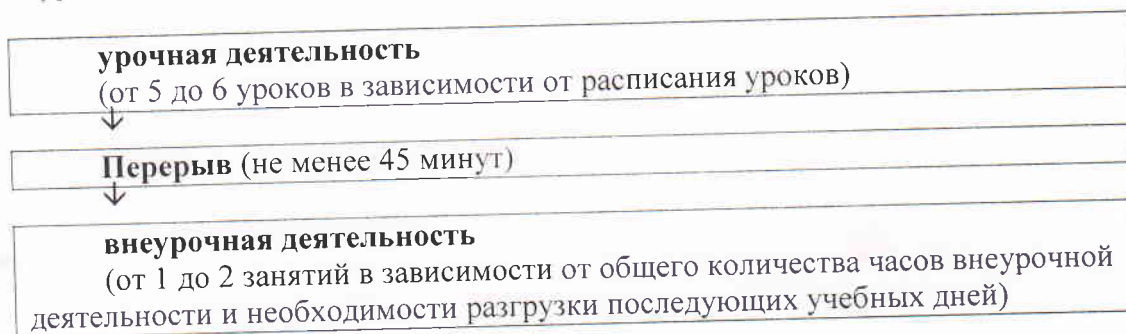 урочная деятельность
(от 5 до 6 уроков в зависимости от расписания уроков)
Перерыв (не менее 45 минут)
внеурочная деятельность
(от 1 до 2 занятий в зависимости от общего количества часов внеурочной
деятельности и необходимости разгрузки последующих учебных дней)